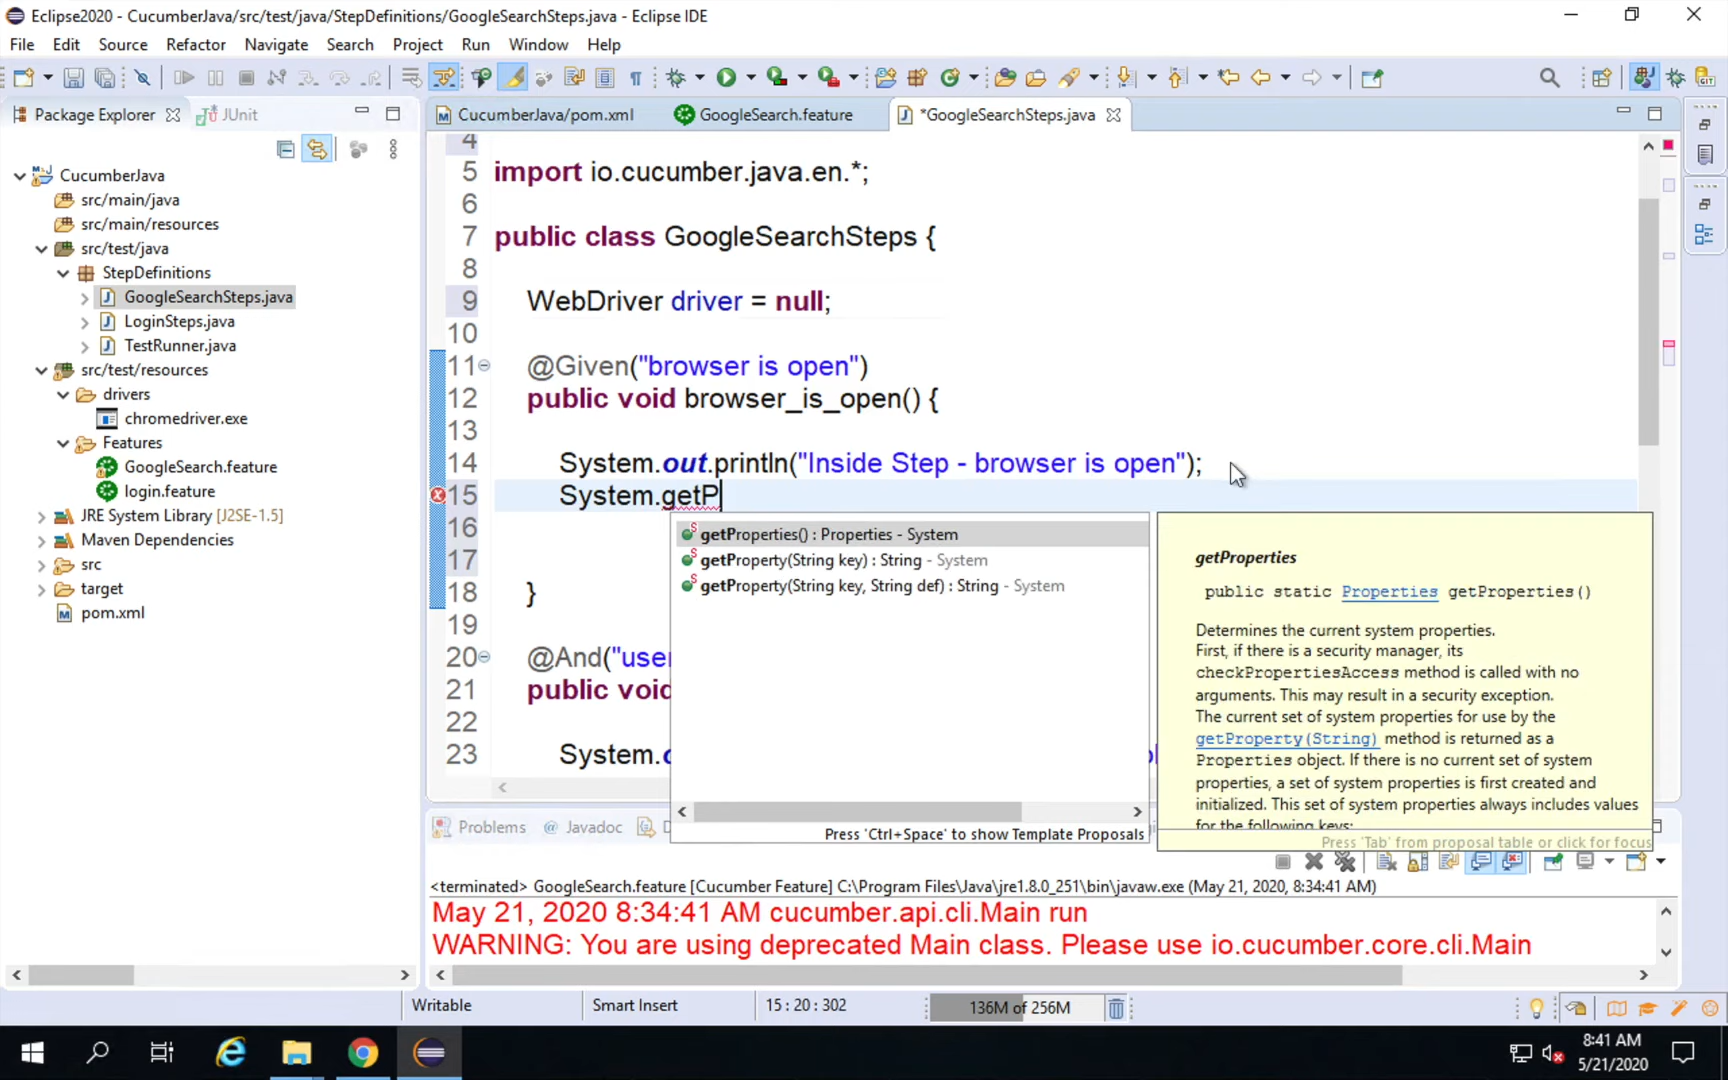 Eclipse2020 - CucumberJava/src/test/java/StepDefinitions/GoogleSearchSteps.java - Eclipse IDE
File Edit Source Refactor Navigate Search Project Run Window Help
Package Explorer JUnit
CucumberJava/pom.xml GoogleSearch.feature *GoogleSearchSteps.java
CucumberJava
src/main/java
src/main/resources
src/test/java
StepDefinitions
GoogleSearchSteps.java
LoginSteps.java
TestRunner.java
src/test/resources
drivers
chromedriver.exe
Features
GoogleSearch.feature
login.feature
JRE System Library [J2SE-1.5]
Maven Dependencies
src
target
pom.xml
4
5 import io.cucumber.java.en.*;
6
7 public class GoogleSearchSteps {
8
9 WebDriver driver = null;
10
11 @Given("browser is open")
12 public void browser_is_open() {
13
14 System.out.println("Inside Step - browser is open");
15 System.getP
16
17
18 }
19
20 @And("user
21 public void
22
23 System.o
getProperties() : Properties - System
getProperty(String key) : String - System
getProperty(String key, String def) : String - System
Press 'Ctrl+Space' to show Template Proposals
getProperties
public static Properties getProperties()
Determines the current system properties.
First, if there is a security manager, its
checkPropertiesAccess method is called with no
arguments. This may result in a security exception.
The current set of system properties for use by the
getProperty(String) method is returned as a
Properties object. If there is no current set of system
properties, a set of system properties is first created and
initialized. This set of system properties always includes values
for the following keys:
Press 'Tab' from proposal table or click for focus
Problems @ Javadoc
<terminated> GoogleSearch.feature [Cucumber Feature] C:\Program Files\Java\jre1.8.0_251\bin\javaw.exe (May 21, 2020, 8:34:41 AM)
May 21, 2020 8:34:41 AM cucumber.api.cli.Main run
WARNING: You are using deprecated Main class. Please use io.cucumber.core.cli.Main
Writable Smart Insert 15 : 20 : 302 136M of 256M
8:41 AM
5/21/2020